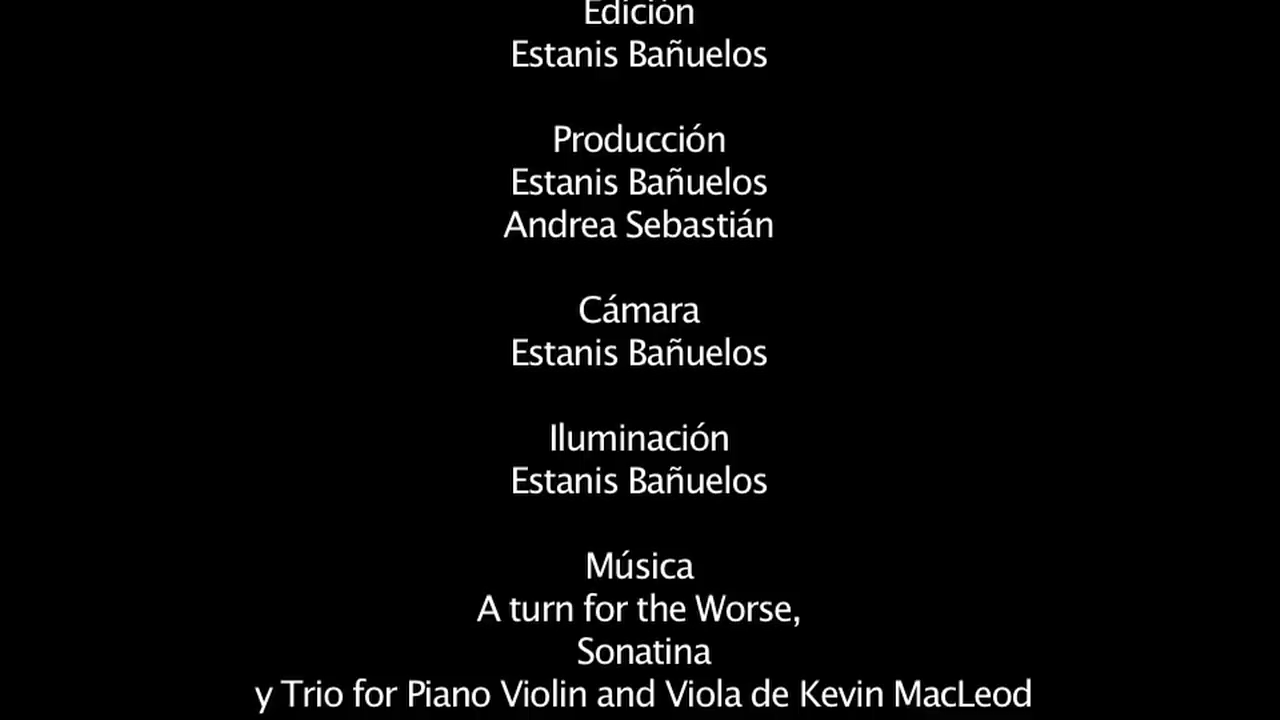 Edición
Estanis Bañuelos
Producción
Estanis Bañuelos
Andrea Sebastián
Cámara
Estanis Bañuelos
Iluminación
Estanis Bañuelos
Música
A turn for the Worse,
Sonatina
y Trio for Piano Violin and Viola de Kevin MacLeod